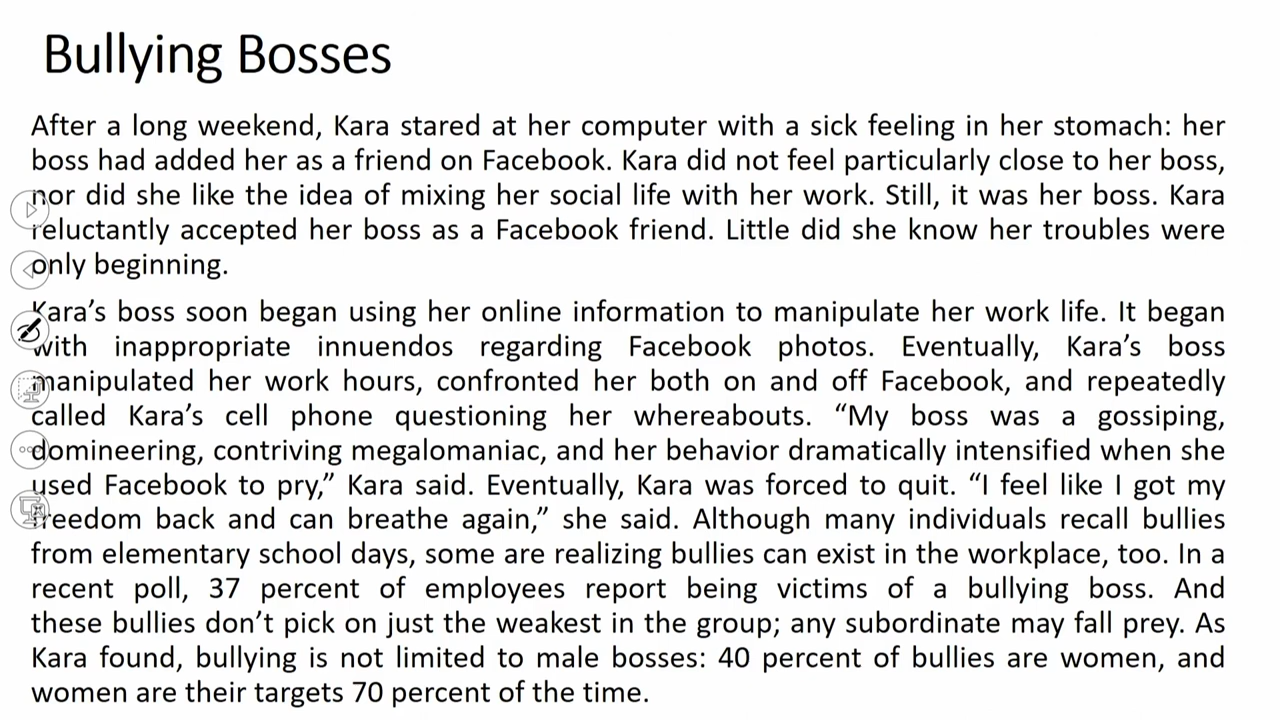 Bullying Bosses
After a long weekend, Kara stared at her computer with a sick feeling in her stomach: her
boss had added her as a friend on Facebook. Kara did not feel particularly close to her boss,
nor did she like the idea of mixing her social life with her work. Still, it was her boss. Kara
reluctantly accepted her boss as a Facebook friend. Little did she know her troubles were
only beginning.
Kara’s boss soon began using her online information to manipulate her work life. It began
with inappropriate innuendos regarding Facebook photos. Eventually, Kara’s boss
manipulated her work hours, confronted her both on and off Facebook, and repeatedly
called Kara’s cell phone questioning her whereabouts. “My boss was a gossiping,
domineering, contriving megalomaniac, and her behavior dramatically intensified when she
used Facebook to pry,” Kara said. Eventually, Kara was forced to quit. “I feel like I got my
freedom back and can breathe again,” she said. Although many individuals recall bullies
from elementary school days, some are realizing bullies can exist in the workplace, too. In a
recent poll, 37 percent of employees report being victims of a bullying boss. And
these bullies don’t pick on just the weakest in the group; any subordinate may fall prey. As
Kara found, bullying is not limited to male bosses: 40 percent of bullies are women, and
women are their targets 70 percent of the time.